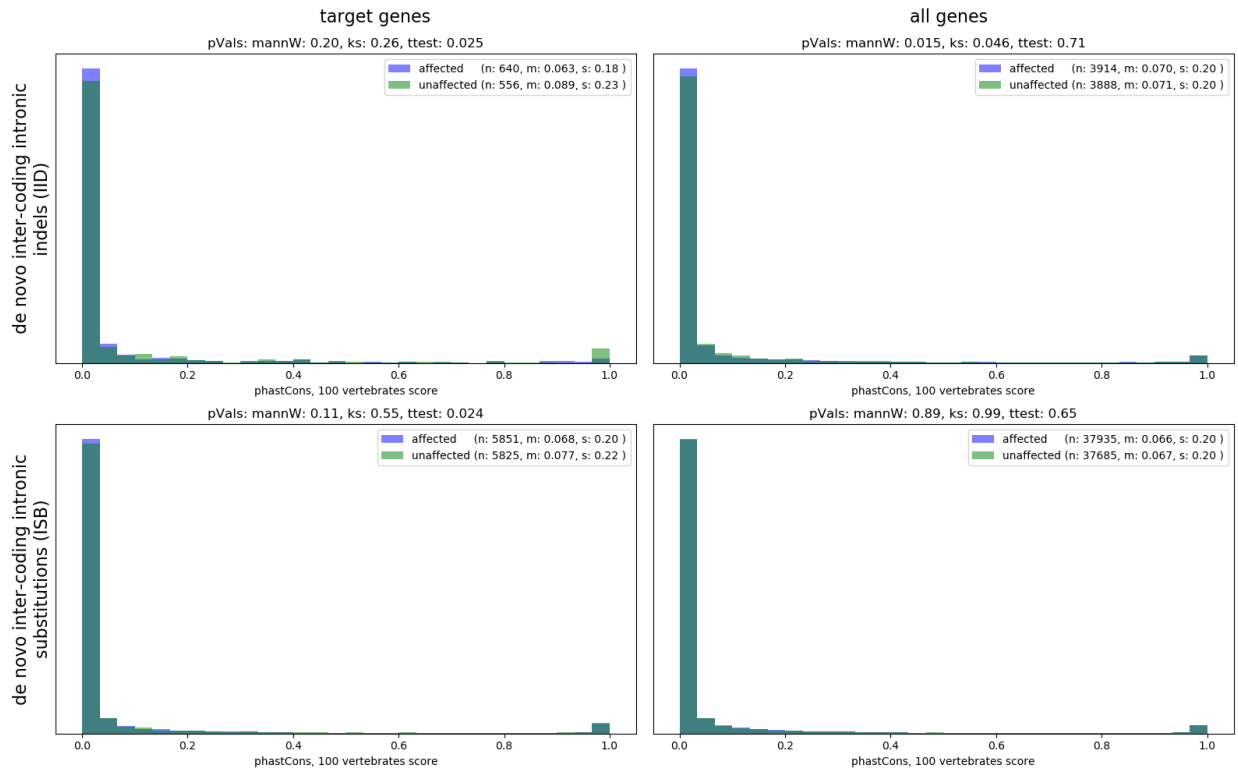 target genes
all genes
pVals: mannW: 0.20, ks: 0.26, ttest: 0.025
pVals: mannW: 0.015, ks: 0.046, ttest: 0.71
de novo inter-coding intronic
indels (IID)
affected (n: 640, m: 0.063, s: 0.18 )
unaffected (n: 556, m: 0.089, s: 0.23 )
affected (n: 3914, m: 0.070, s: 0.20 )
unaffected (n: 3888, m: 0.071, s: 0.20 )
0.0 0.2 0.4 0.6 0.8 1.0
phastCons, 100 vertebrates score
0.0 0.2 0.4 0.6 0.8 1.0
phastCons, 100 vertebrates score
pVals: mannW: 0.11, ks: 0.55, ttest: 0.024
pVals: mannW: 0.89, ks: 0.99, ttest: 0.65
de novo inter-coding intronic
substitutions (ISB)
affected (n: 5851, m: 0.068, s: 0.20 )
unaffected (n: 5825, m: 0.077, s: 0.22 )
affected (n: 37935, m: 0.066, s: 0.20 )
unaffected (n: 37685, m: 0.067, s: 0.20 )
0.0 0.2 0.4 0.6 0.8 1.0
phastCons, 100 vertebrates score
0.0 0.2 0.4 0.6 0.8 1.0
phastCons, 100 vertebrates score